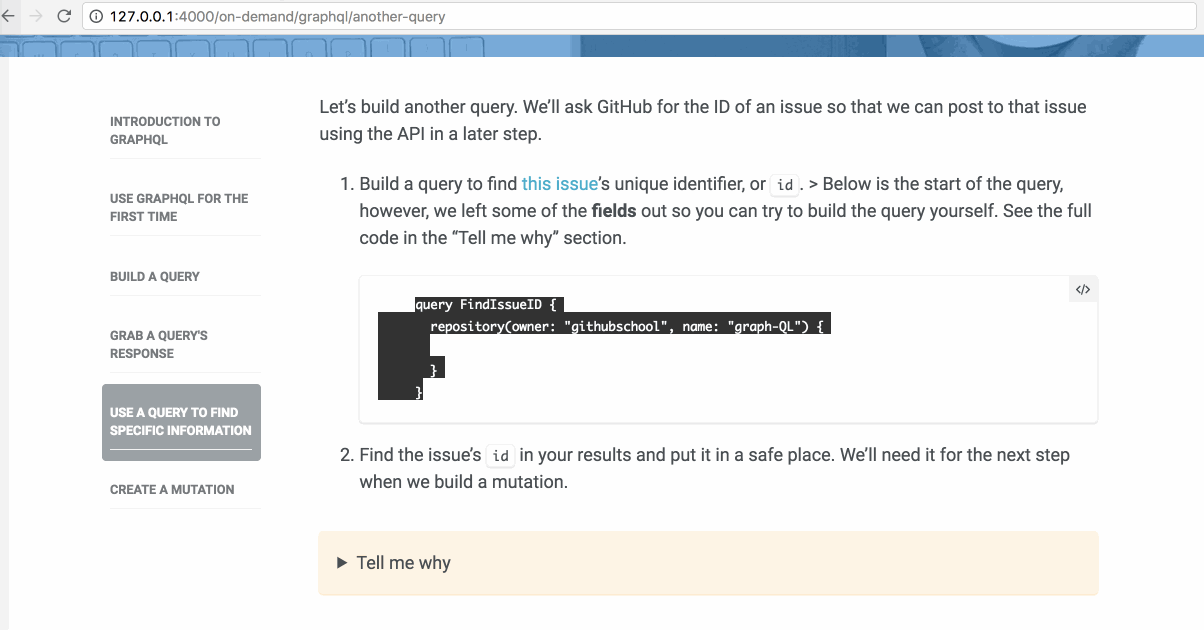 127.0.0.1:4000/on-demand/graphql/another-query
INTRODUCTION TO
GRAPHQL
USE GRAPHQL FOR THE
FIRST TIME
BUILD A QUERY
GRAB A QUERY'S
RESPONSE
USE A QUERY TO FIND
SPECIFIC INFORMATION
CREATE A MUTATION
Let’s build another query. We’ll ask GitHub for the ID of an issue so that we can post to that issue
using the API in a later step.
1. Build a query to find this issue’s unique identifier, or id . > Below is the start of the query,
however, we left some of the fields out so you can try to build the query yourself. See the full
code in the “Tell me why” section.
</>
query FindIssueID {
repository(owner: "githubschool", name: "graph-QL") {
}
}
2. Find the issue’s id in your results and put it in a safe place. We’ll need it for the next step
when we build a mutation.
Tell me why